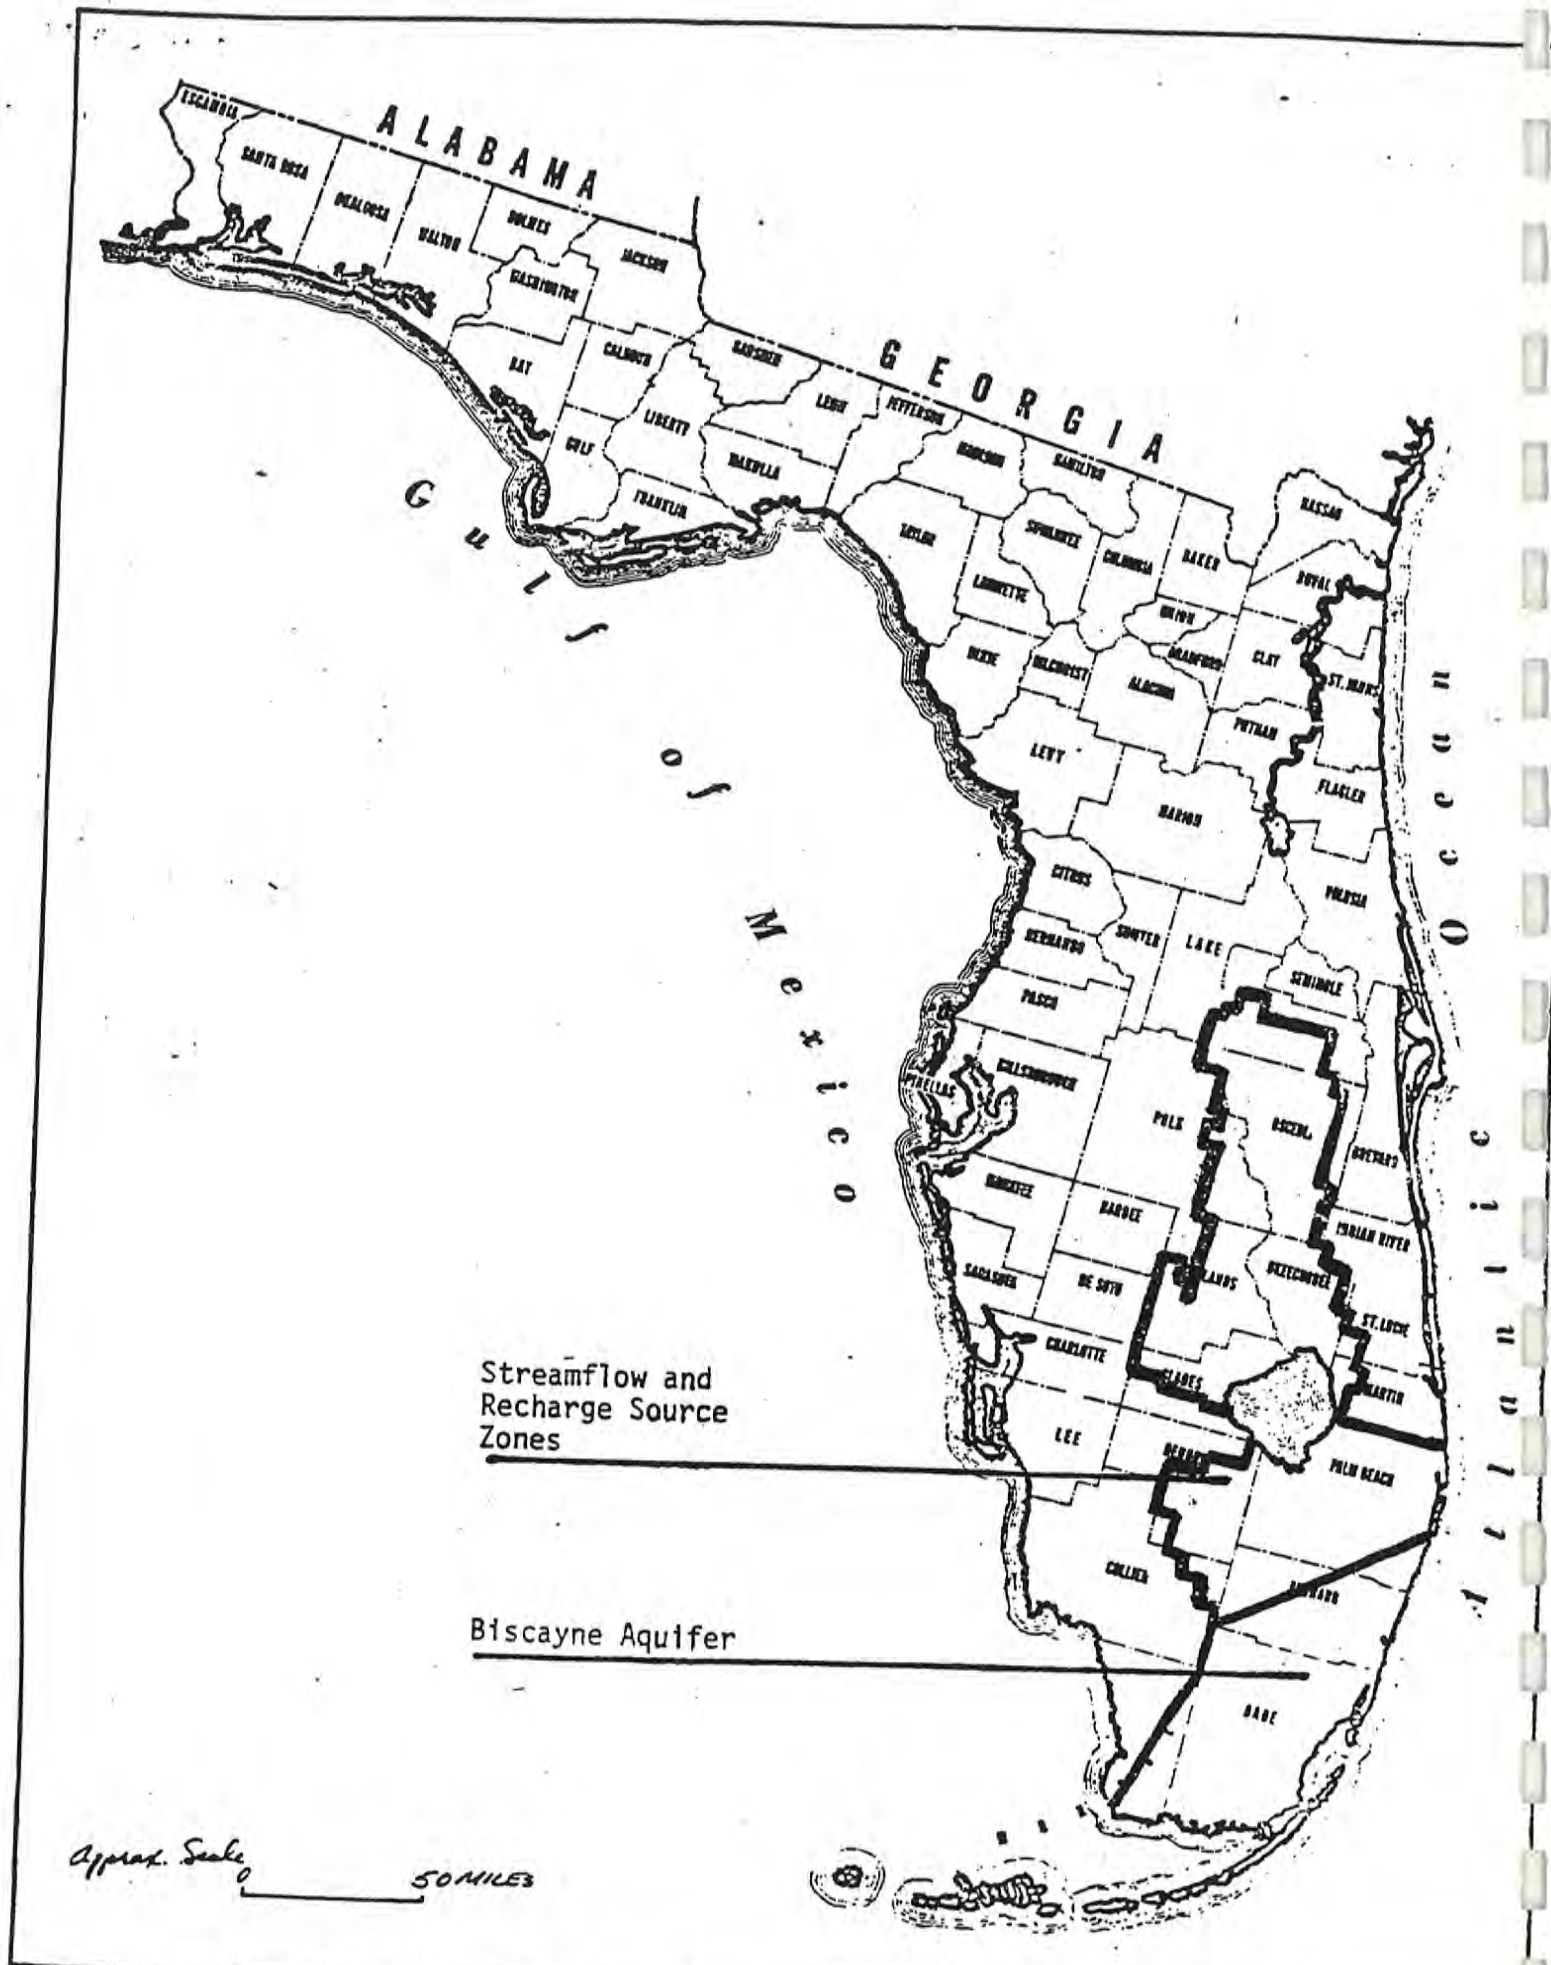 ALABAMA
GEORGIA
Gulf of Mexico
Atlantic Ocean
ESCAMBIA
SANTA ROSA
OKALOOSA
WALTON
HOLMES
JACKSON
WASHINGTON
BAY
CALHOUN
GULF
LIBERTY
GADSDEN
LEON
WAKULLA
FRANKLIN
JEFFERSON
MADISON
HAMILTON
TAYLOR
SUWANNEE
LAFAYETTE
COLUMBIA
BAKER
NASSAU
DUVAL
UNION
BRADFORD
CLAY
ST. JOHNS
DIXIE
GILCHRIST
ALACHUA
PUTNAM
LEVY
MARION
FLAGLER
CITRUS
VOLUSIA
HERNANDO
SUMTER
LAKE
SEMINOLE
PASCO
PINELLAS
HILLSBOROUGH
POLK
OSCEOL
BREVARD
MANATEE
HARDEE
INDIAN RIVER
SARASOTA
DE SOTO
LANDS
OKEECHOBEE
ST. LUCIE
CHARLOTTE
GLADES
MARTIN
LEE
PALM BEACH
COLLIER
BROWARD
DADE
Streamflow and
Recharge Source
Zones
Biscayne Aquifer
Approx. Scale
0 50 MILES